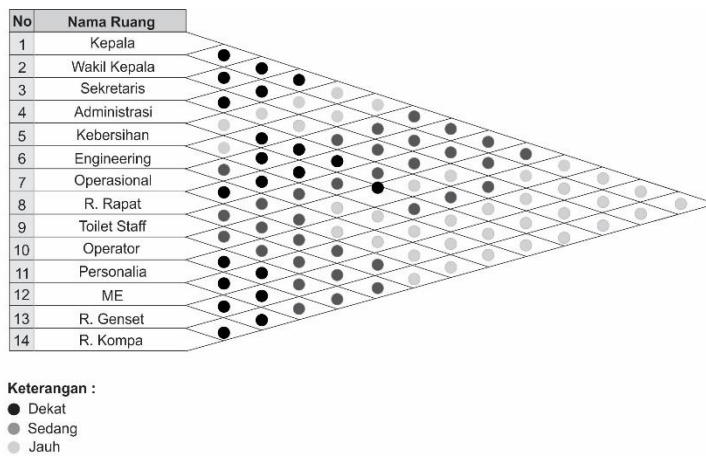 No Nama Ruang
1 Kepala
2 Wakil Kepala
3 Sekretaris
4 Administrasi
5 Kebersihan
6 Engineering
7 Operasional
8 R. Rapat
9 Toilet Staff
10 Operator
11 Personalia
12 ME
13 R. Genset
14 R. Kompa
Keterangan :
Dekat
Sedang
Jauh